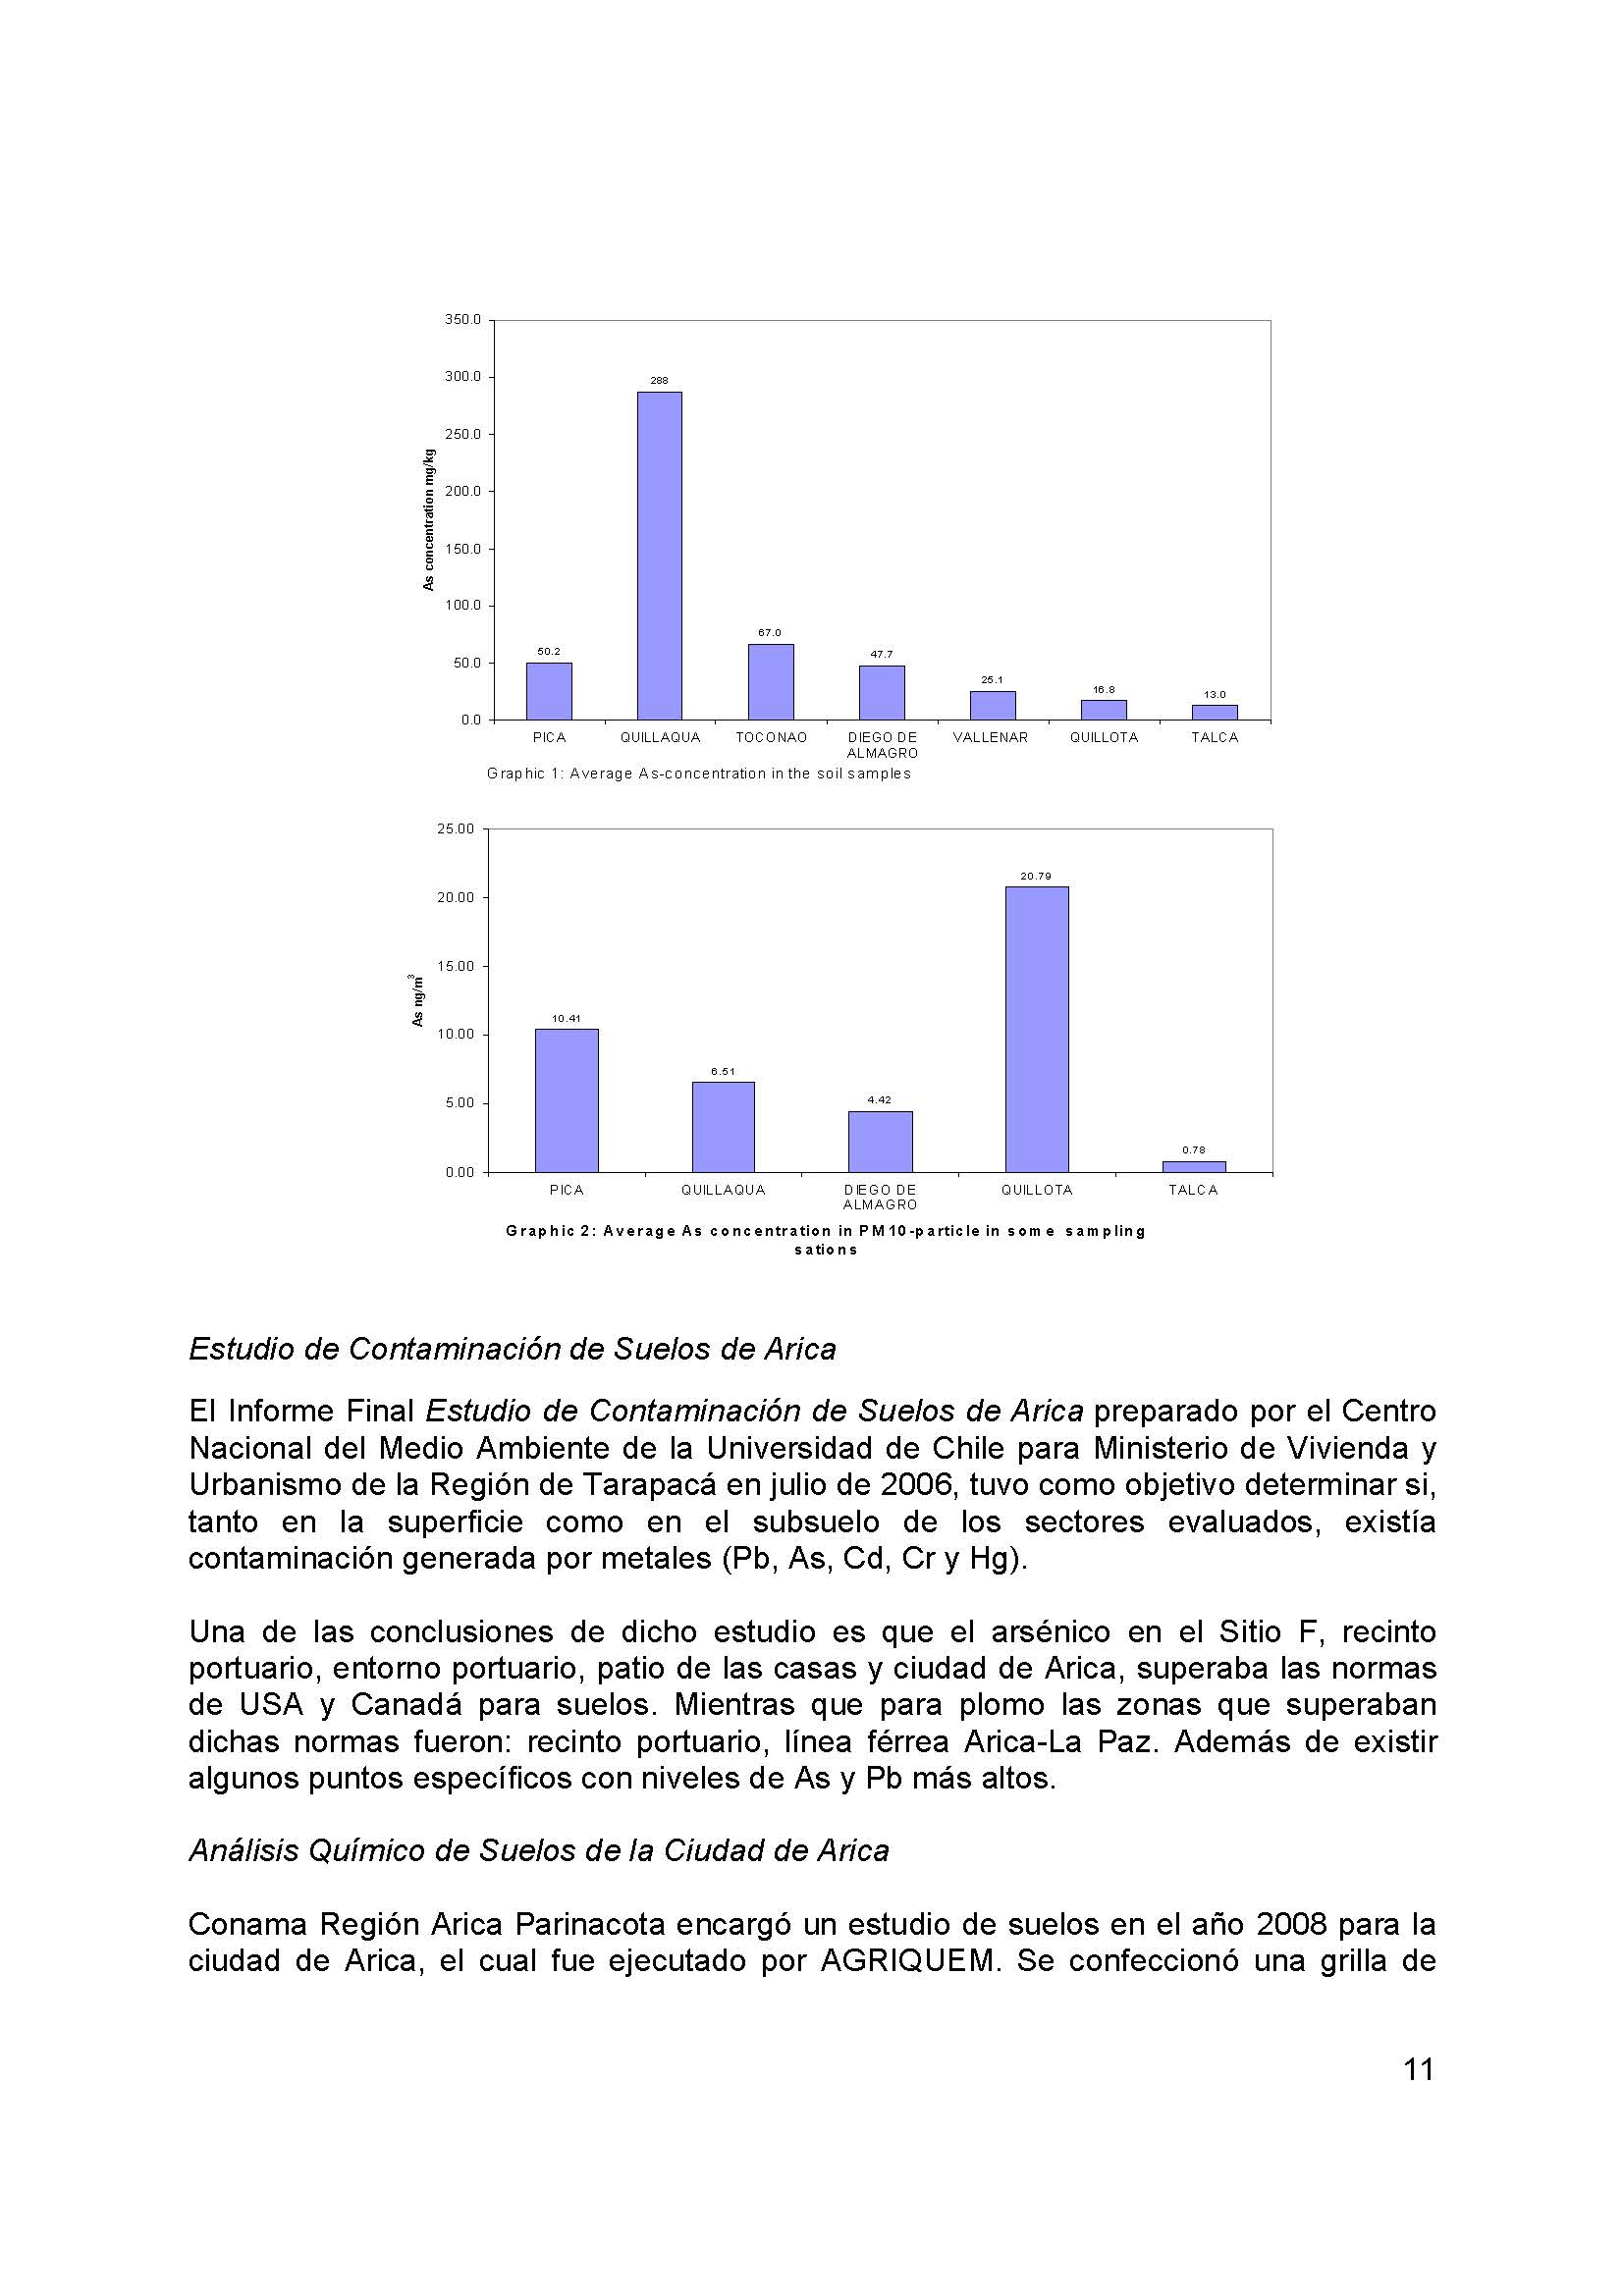 350.0
300.0
250.0
200.0
150.0
100.0
50.0
0.0
As concentration mg/kg
50.2
288
67.0
47.7
25.1
16.8
13.0
PICA QUILLAQUA TOCONAO DIEGO DE VALLENAR QUILLOTA TALCA
ALMAGRO
Graphic 1: Average As-concentration in the soil samples
25.00
20.00
15.00
10.00
5.00
0.00
As ng/m³
10.41
6.51
4.42
20.79
0.78
PICA QUILLAQUA DIEGO DE QUILLOTA TALCA
ALMAGRO
Graphic 2: Average As concentration in PM10-particle in some sampling
sations
Estudio de Contaminación de Suelos de Arica
El Informe Final Estudio de Contaminación de Suelos de Arica preparado por el Centro
Nacional del Medio Ambiente de la Universidad de Chile para Ministerio de Vivienda y
Urbanismo de la Región de Tarapacá en julio de 2006, tuvo como objetivo determinar si,
tanto en la superficie como en el subsuelo de los sectores evaluados, existía
contaminación generada por metales (Pb, As, Cd, Cr y Hg).
Una de las conclusiones de dicho estudio es que el arsénico en el Sitio F, recinto
portuario, entorno portuario, patio de las casas y ciudad de Arica, superaba las normas
de USA y Canadá para suelos. Mientras que para plomo las zonas que superaban
dichas normas fueron: recinto portuario, línea férrea Arica-La Paz. Además de existir
algunos puntos específicos con niveles de As y Pb más altos.
Análisis Químico de Suelos de la Ciudad de Arica
Conama Región Arica Parinacota encargó un estudio de suelos en el año 2008 para la
ciudad de Arica, el cual fue ejecutado por AGRIQUEM. Se confeccionó una grilla de
11